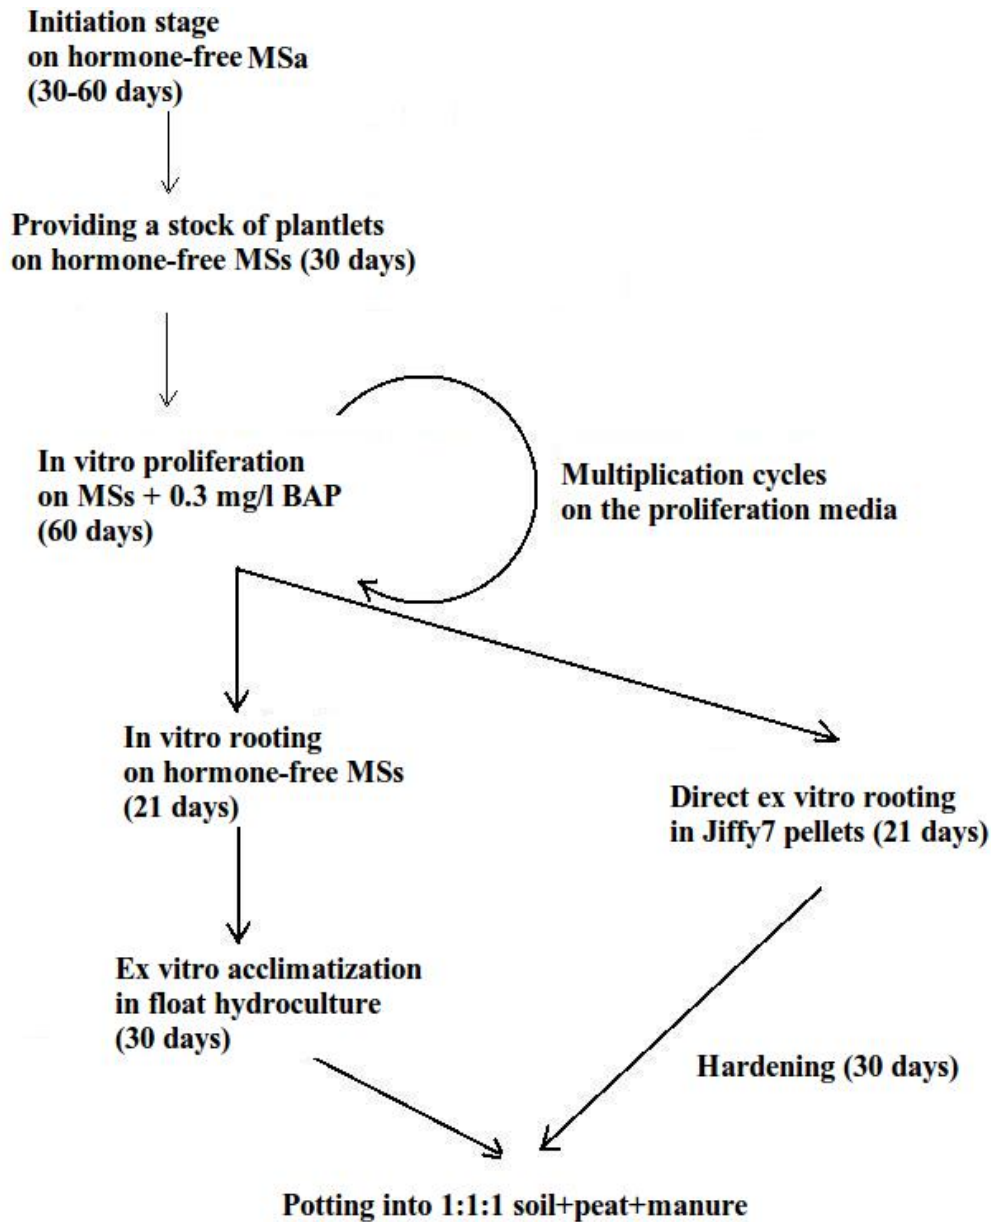 Initiation stage
on hormone-free MSa
(30-60 days)
Providing a stock of plantlets
on hormone-free MSs (30 days)
In vitro proliferation
on MSs + 0.3 mg/l BAP
(60 days)
Multiplication cycles
on the proliferation media
In vitro rooting
on hormone-free MSs
(21 days)
Direct ex vitro rooting
in Jiffy7 pellets (21 days)
Ex vitro acclimatization
in float hydroculture
(30 days)
Hardening (30 days)
Potting into 1:1:1 soil+peat+manure